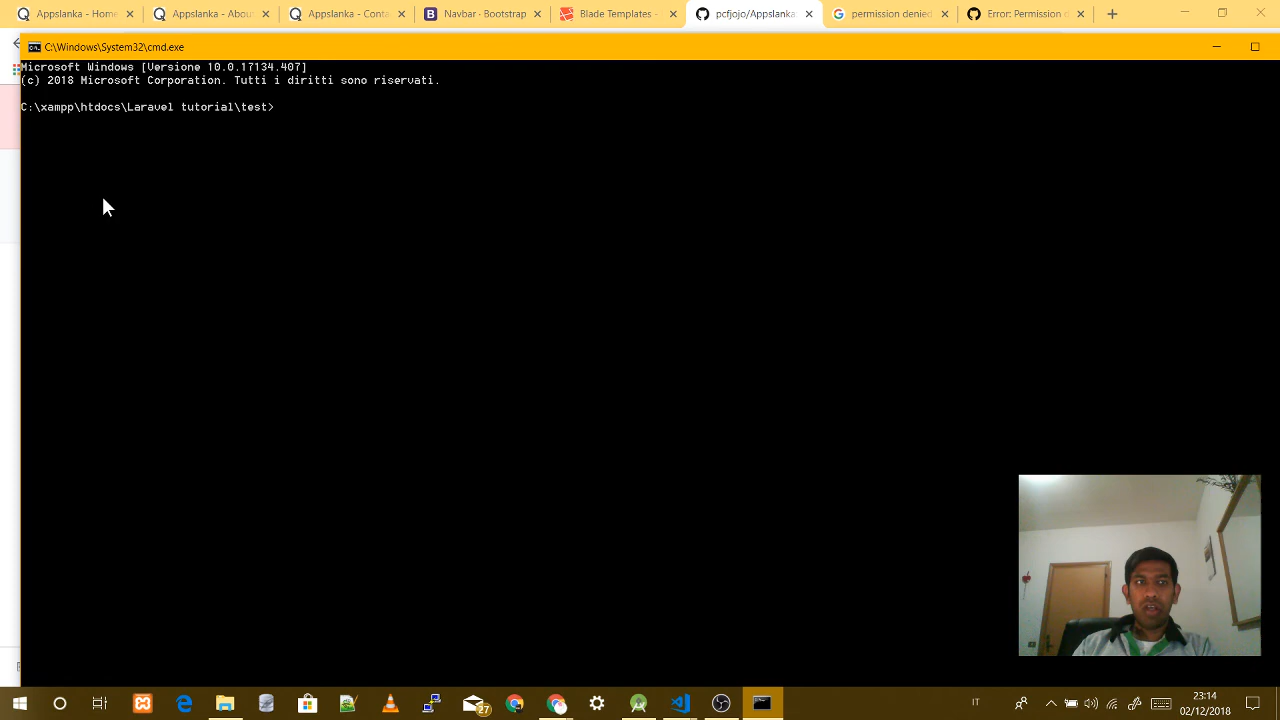 Appslanka - Home
Appslanka - Abou
Appslanka - Conta
Navbar · Bootstrap
Blade Templates -
pcfjojo/Appslanka:
permission denied
Error: Permission d
C:\Windows\System32\cmd.exe
Microsoft Windows [Versione 10.0.17134.407]
(c) 2018 Microsoft Corporation. Tutti i diritti sono riservati.
C:\xampp\htdocs\Laravel tutorial\test>
27
IT
23:14
02/12/2018